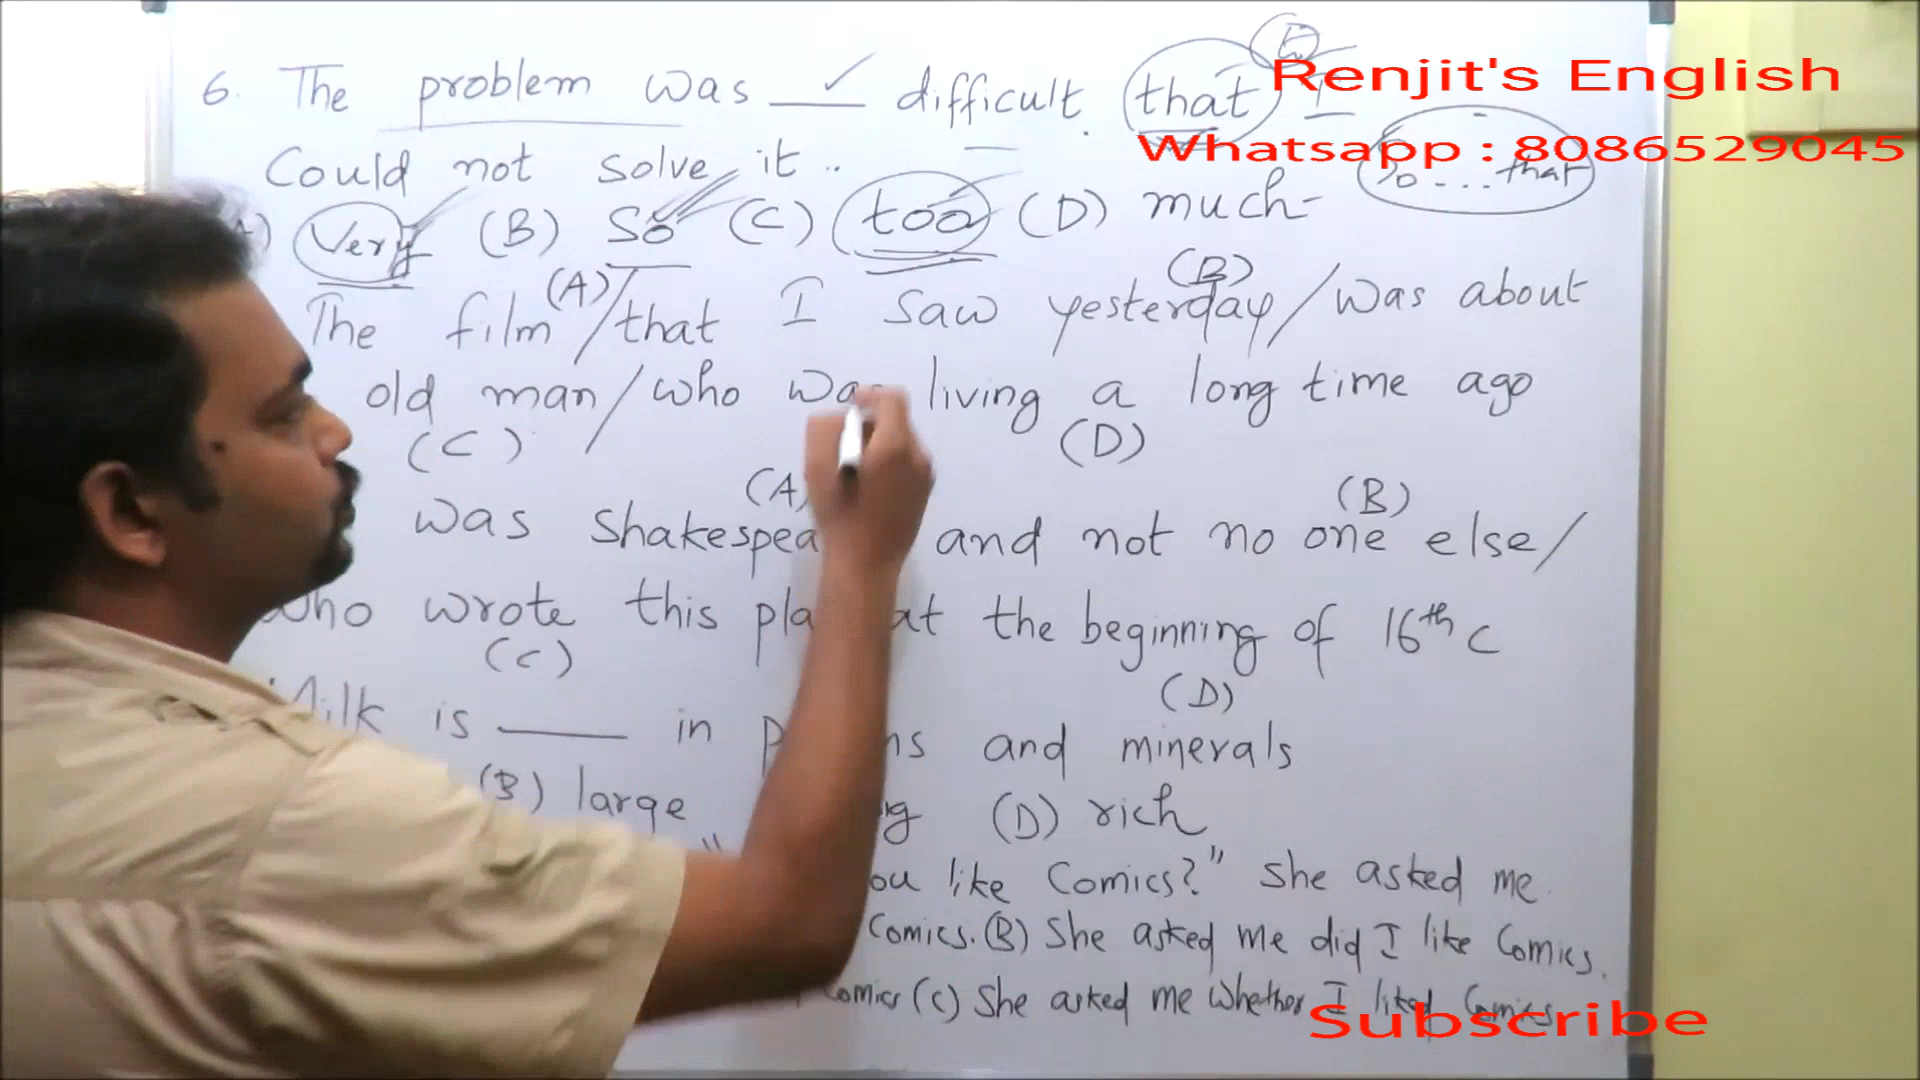 6. The problem was ___ difficult that I
Renjit's English
Could not solve it..
Whatsapp : 8086529045
so...that
(Very) (B) So (C) too (D) much
(A) (B)
The film/that I saw yesterday/was about
old man/who was living a long time ago
(C) (D)
(A) (B)
was Shakespea and not no one else/
who wrote this pla at the beginning of 16th C
(C) (D)
Milk is ___ in and minerals
(B) large (D) rich
ou like Comics?" She asked me
Comics. (B) She asked me did I like Comics.
Comics (C) She asked me whether I liked Comics
Subscribe